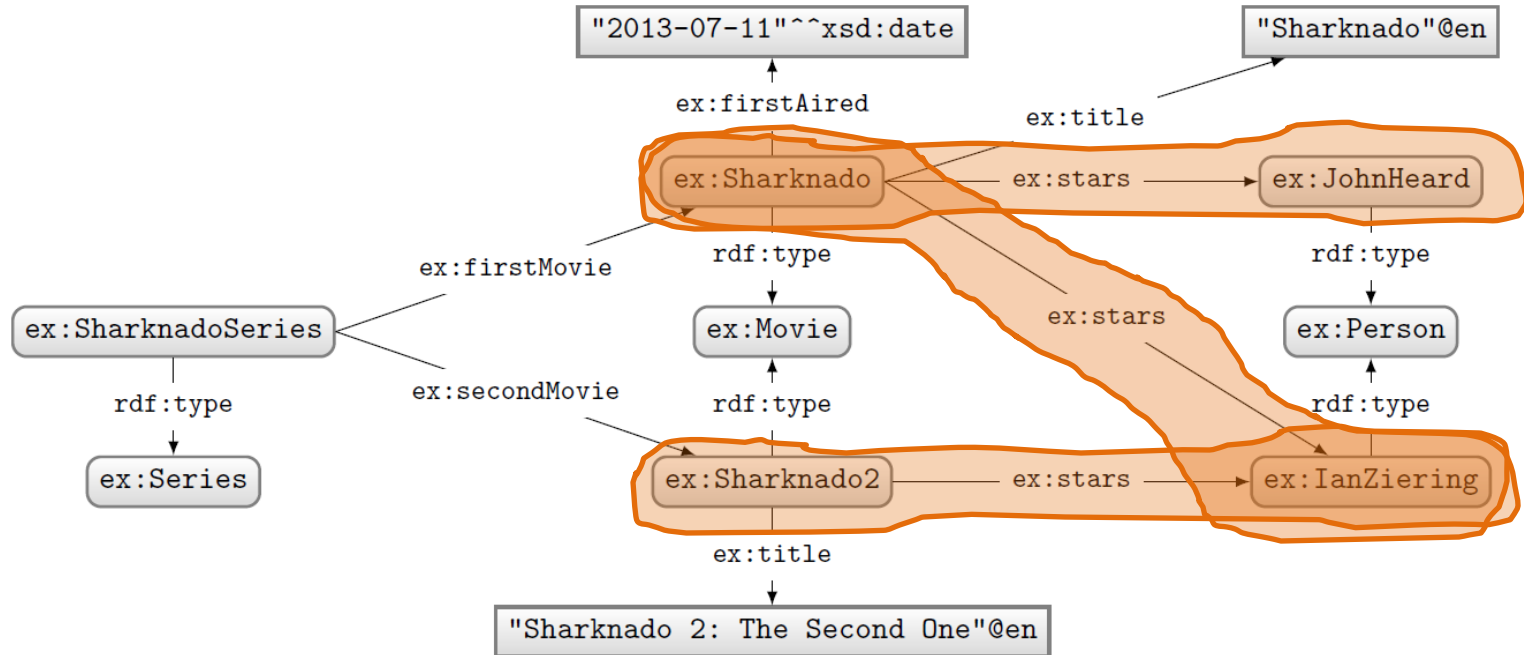 "2013-07-11"^^xsd:date
"Sharknado"@en
ex:firstAired
ex:title
ex:Sharknado
ex:stars
ex:JohnHeard
rdf:type
rdf:type
ex:firstMovie
ex:SharknadoSeries
ex:Movie
ex:stars
ex:Person
ex:secondMovie
rdf:type
rdf:type
rdf:type
ex:Series
ex:Sharknado2
ex:stars
ex:IanZiering
ex:title
"Sharknado 2: The Second One"@en